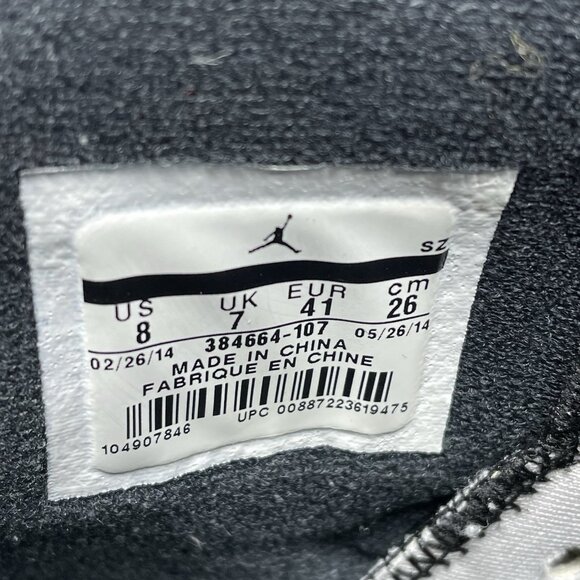 SZ
US UK EUR cm
8 7 41 26
02/26/14 384664-107 05/26/14
MADE IN CHINA
FABRIQUE EN CHINE
104907846 UPC 00887223619475